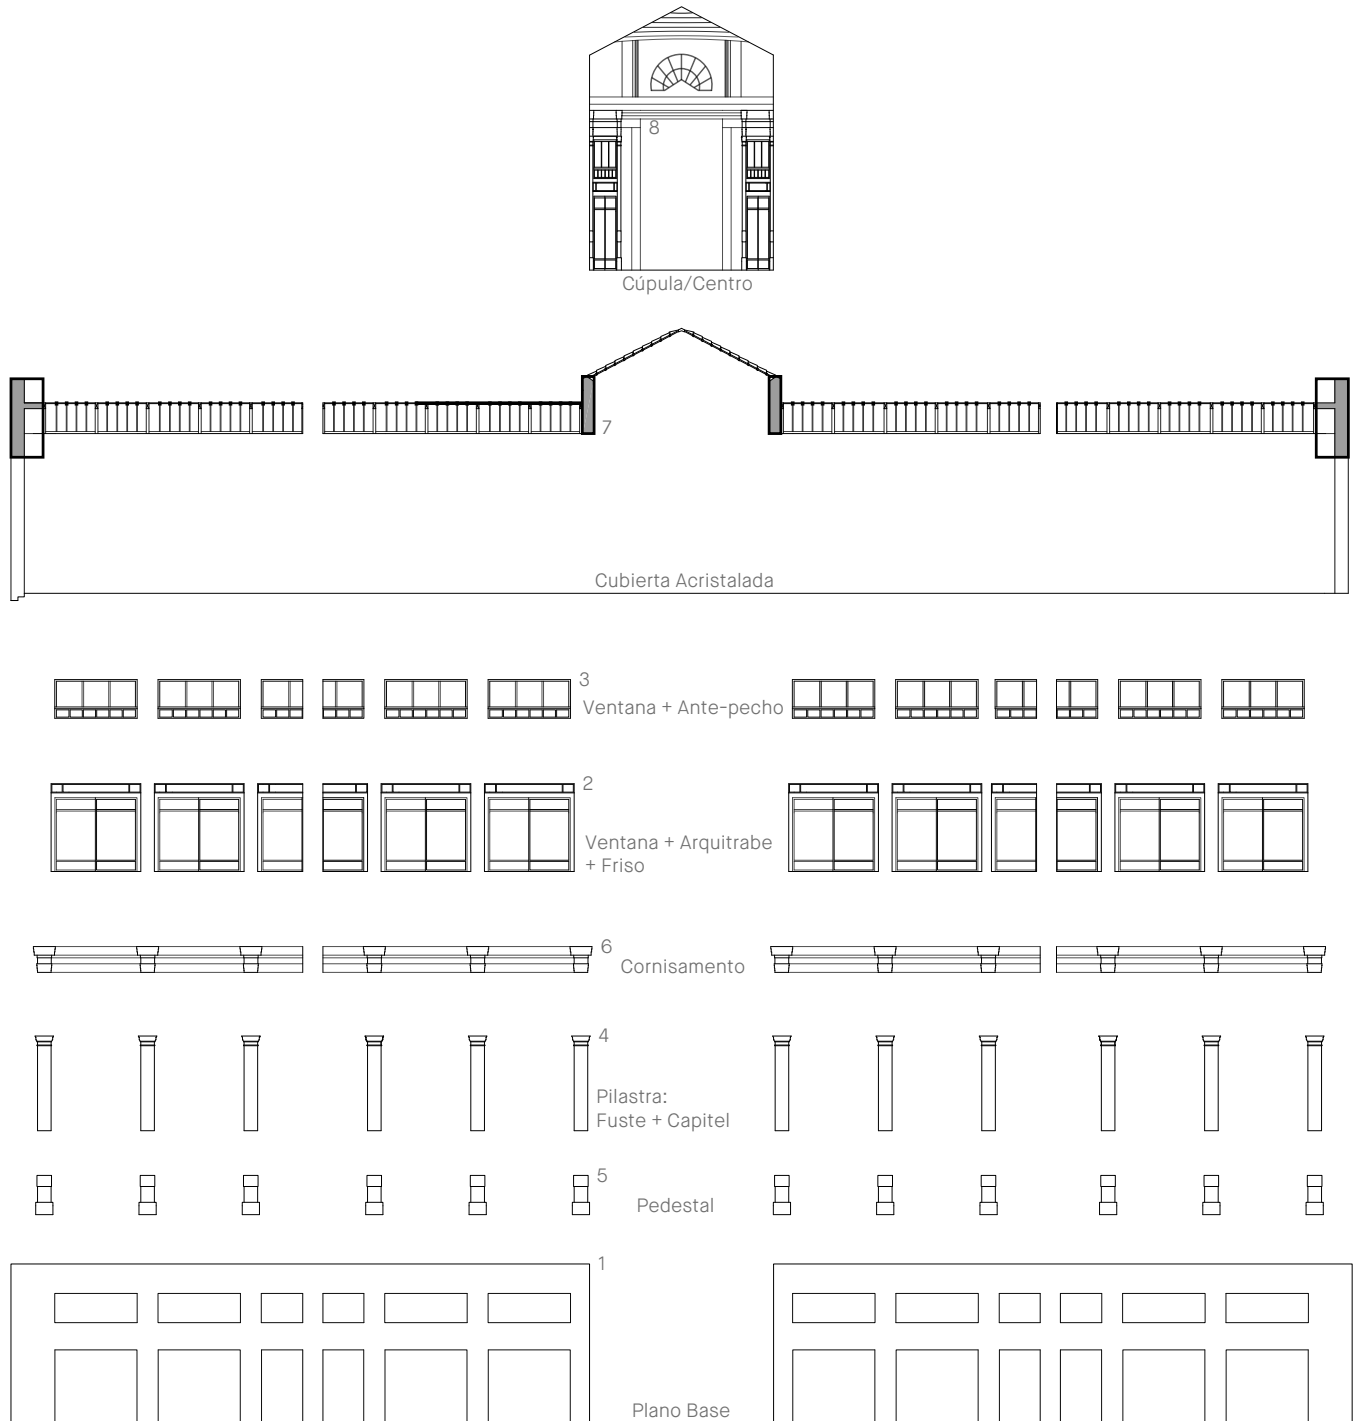 8
Cúpula/Centro
7
Cubierta Acristalada
3
Ventana + Ante-pecho
2
Ventana + Arquitrabe
+ Friso
6
Cornisamento
4
Pilastra:
Fuste + Capitel
5
Pedestal
1
Plano Base